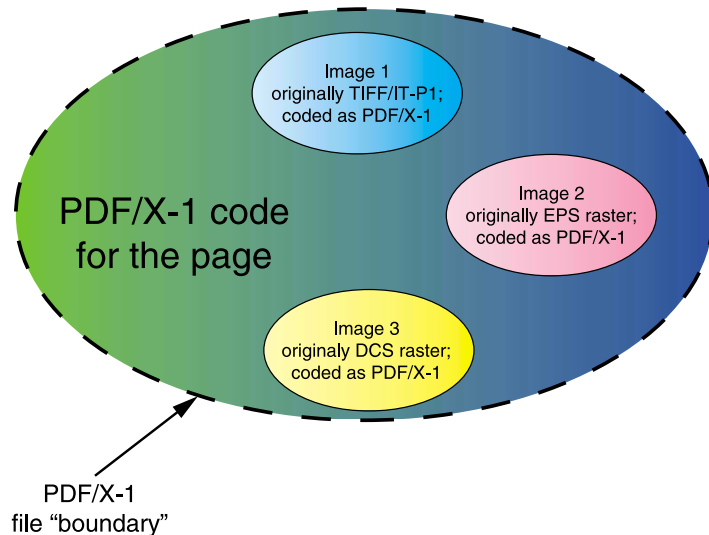 Image 1
originally TIFF/IT-P1;
coded as PDF/X-1
PDF/X-1 code
for the page
Image 2
originally EPS raster;
coded as PDF/X-1
Image 3
originaly DCS raster;
coded as PDF/X-1
PDF/X-1
file “boundary”